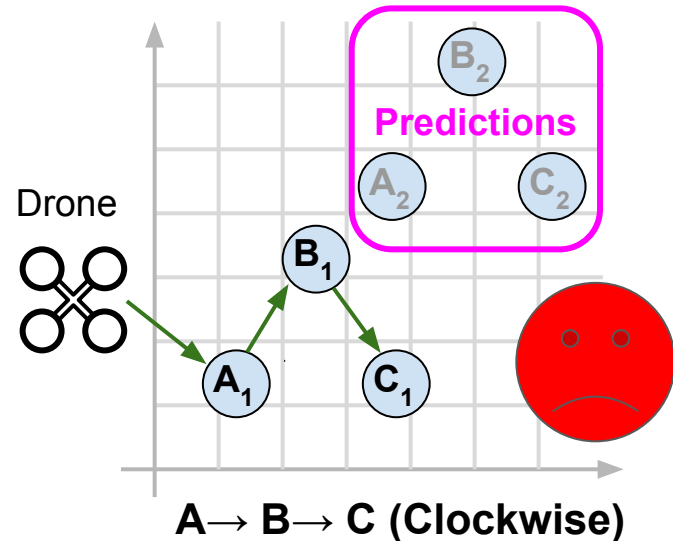 B₂
Predictions
A₂ C₂
Drone
B₁
A₁ C₁
A→ B→ C (Clockwise)